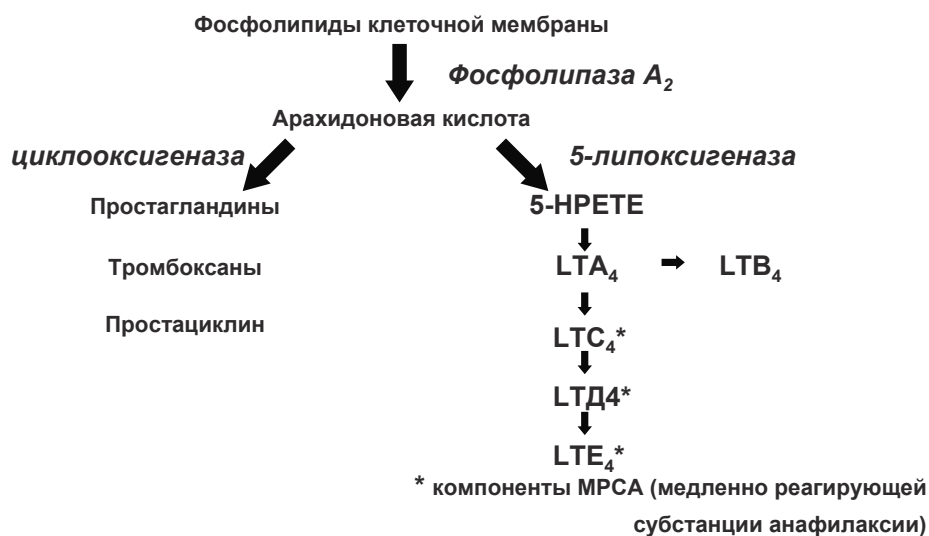 Фосфолипиды клеточной мембраны
Фосфолипаза А₂
Арахидоновая кислота
циклооксигеназа
5-липоксигеназа
Простагландины
5-HPETE
Тромбоксаны
LTA₄
LTB₄
Простациклин
LTC₄*
LTД4*
LTE₄*
* компоненты МРСА (медленно реагирующей
субстанции анафилаксии)